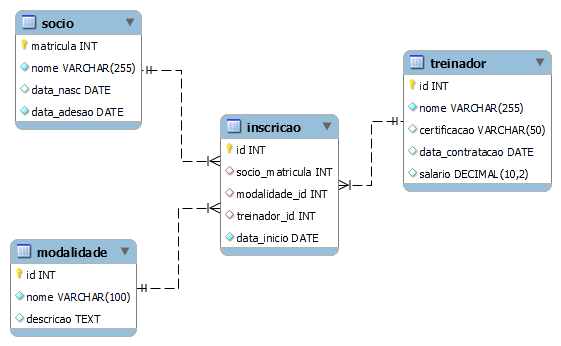 socio
matricula INT
nome VARCHAR(255)
data_nasc DATE
data_adesao DATE
treinador
id INT
nome VARCHAR(255)
certificacao VARCHAR(50)
data_contratacao DATE
salario DECIMAL(10,2)
inscricao
id INT
socio_matricula INT
modalidade_id INT
treinador_id INT
data_inicio DATE
modalidade
id INT
nome VARCHAR(100)
descricao TEXT